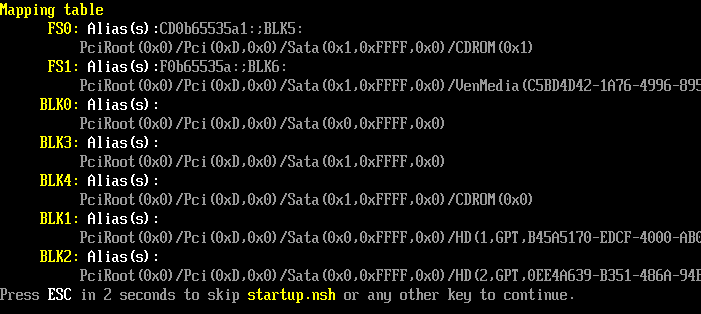 Mapping table
FS0: Alias(s):CD0b65535a1:;BLK5:
PciRoot(0x0)/Pci(0xD,0x0)/Sata(0x1,0xFFFF,0x0)/CDROM(0x1)
FS1: Alias(s):F0b65535a:;BLK6:
PciRoot(0x0)/Pci(0xD,0x0)/Sata(0x1,0xFFFF,0x0)/VenMedia(C5BD4D42-1A76-4996-895
BLK0: Alias(s):
PciRoot(0x0)/Pci(0xD,0x0)/Sata(0x0,0xFFFF,0x0)
BLK3: Alias(s):
PciRoot(0x0)/Pci(0xD,0x0)/Sata(0x1,0xFFFF,0x0)
BLK4: Alias(s):
PciRoot(0x0)/Pci(0xD,0x0)/Sata(0x1,0xFFFF,0x0)/CDROM(0x0)
BLK1: Alias(s):
PciRoot(0x0)/Pci(0xD,0x0)/Sata(0x0,0xFFFF,0x0)/HD(1,GPT,B45A5170-EDCF-4000-AB0
BLK2: Alias(s):
PciRoot(0x0)/Pci(0xD,0x0)/Sata(0x0,0xFFFF,0x0)/HD(2,GPT,0EE4A639-B351-486A-94B
Press ESC in 2 seconds to skip startup.nsh or any other key to continue.